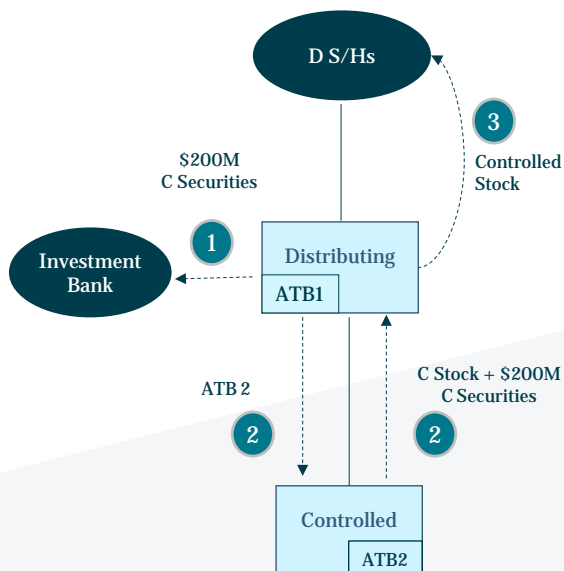 D S/Hs
3
Controlled
Stock
$200M
C Securities
1
Investment
Bank
Distributing
ATB1
ATB 2
2
C Stock + $200M
C Securities
2
Controlled
ATB2